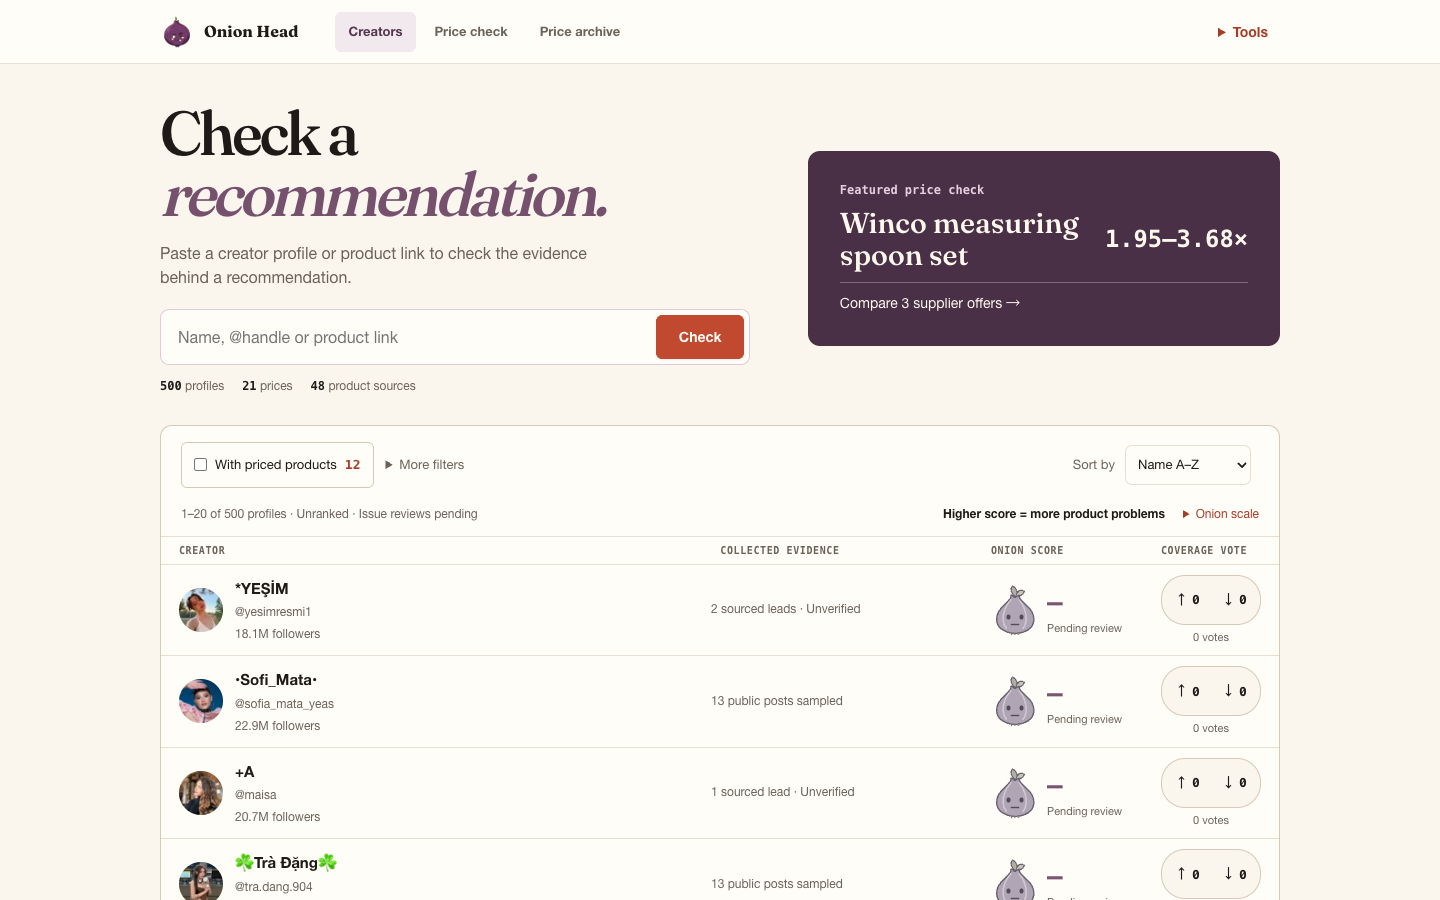 Onion Head
Creators
Price check
Price archive
▶ Tools
Check a
recommendation.
Paste a creator profile or product link to check the evidence
behind a recommendation.
Name, @handle or product link
Check
500 profiles
21 prices
48 product sources
Featured price check
Winco measuring
spoon set
1.95–3.68×
Compare 3 supplier offers →
With priced products 12
▶ More filters
Sort by
Name A–Z
1–20 of 500 profiles · Unranked · Issue reviews pending
Higher score = more product problems
▶ Onion scale
CREATOR
COLLECTED EVIDENCE
ONION SCORE
COVERAGE VOTE
*YEŞİM
@yesimresmi1
18.1M followers
2 sourced leads · Unverified
–
Pending review
↑ 0 ↓ 0
0 votes
·Sofi_Mata·
@sofia_mata_yeas
22.9M followers
13 public posts sampled
–
Pending review
↑ 0 ↓ 0
0 votes
+A
@maisa
20.7M followers
1 sourced lead · Unverified
–
Pending review
↑ 0 ↓ 0
0 votes
☘️Trà Đặng☘️
@tra.dang.904
13 public posts sampled
–
↑ 0 ↓ 0